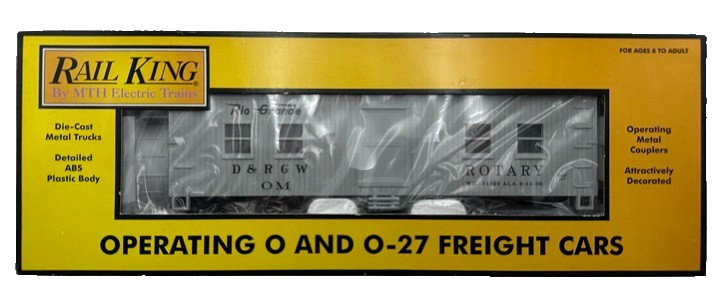 FOR AGES 8 TO ADULT
RAIL KING®
By MTH Electric Trains
Die-Cast
Metal Trucks
Detailed
ABS
Plastic Body
Rio Grande
D & R G W
OM
ROTARY
Operating
Metal
Couplers
Attractively
Decorated
OPERATING O AND O-27 FREIGHT CARS